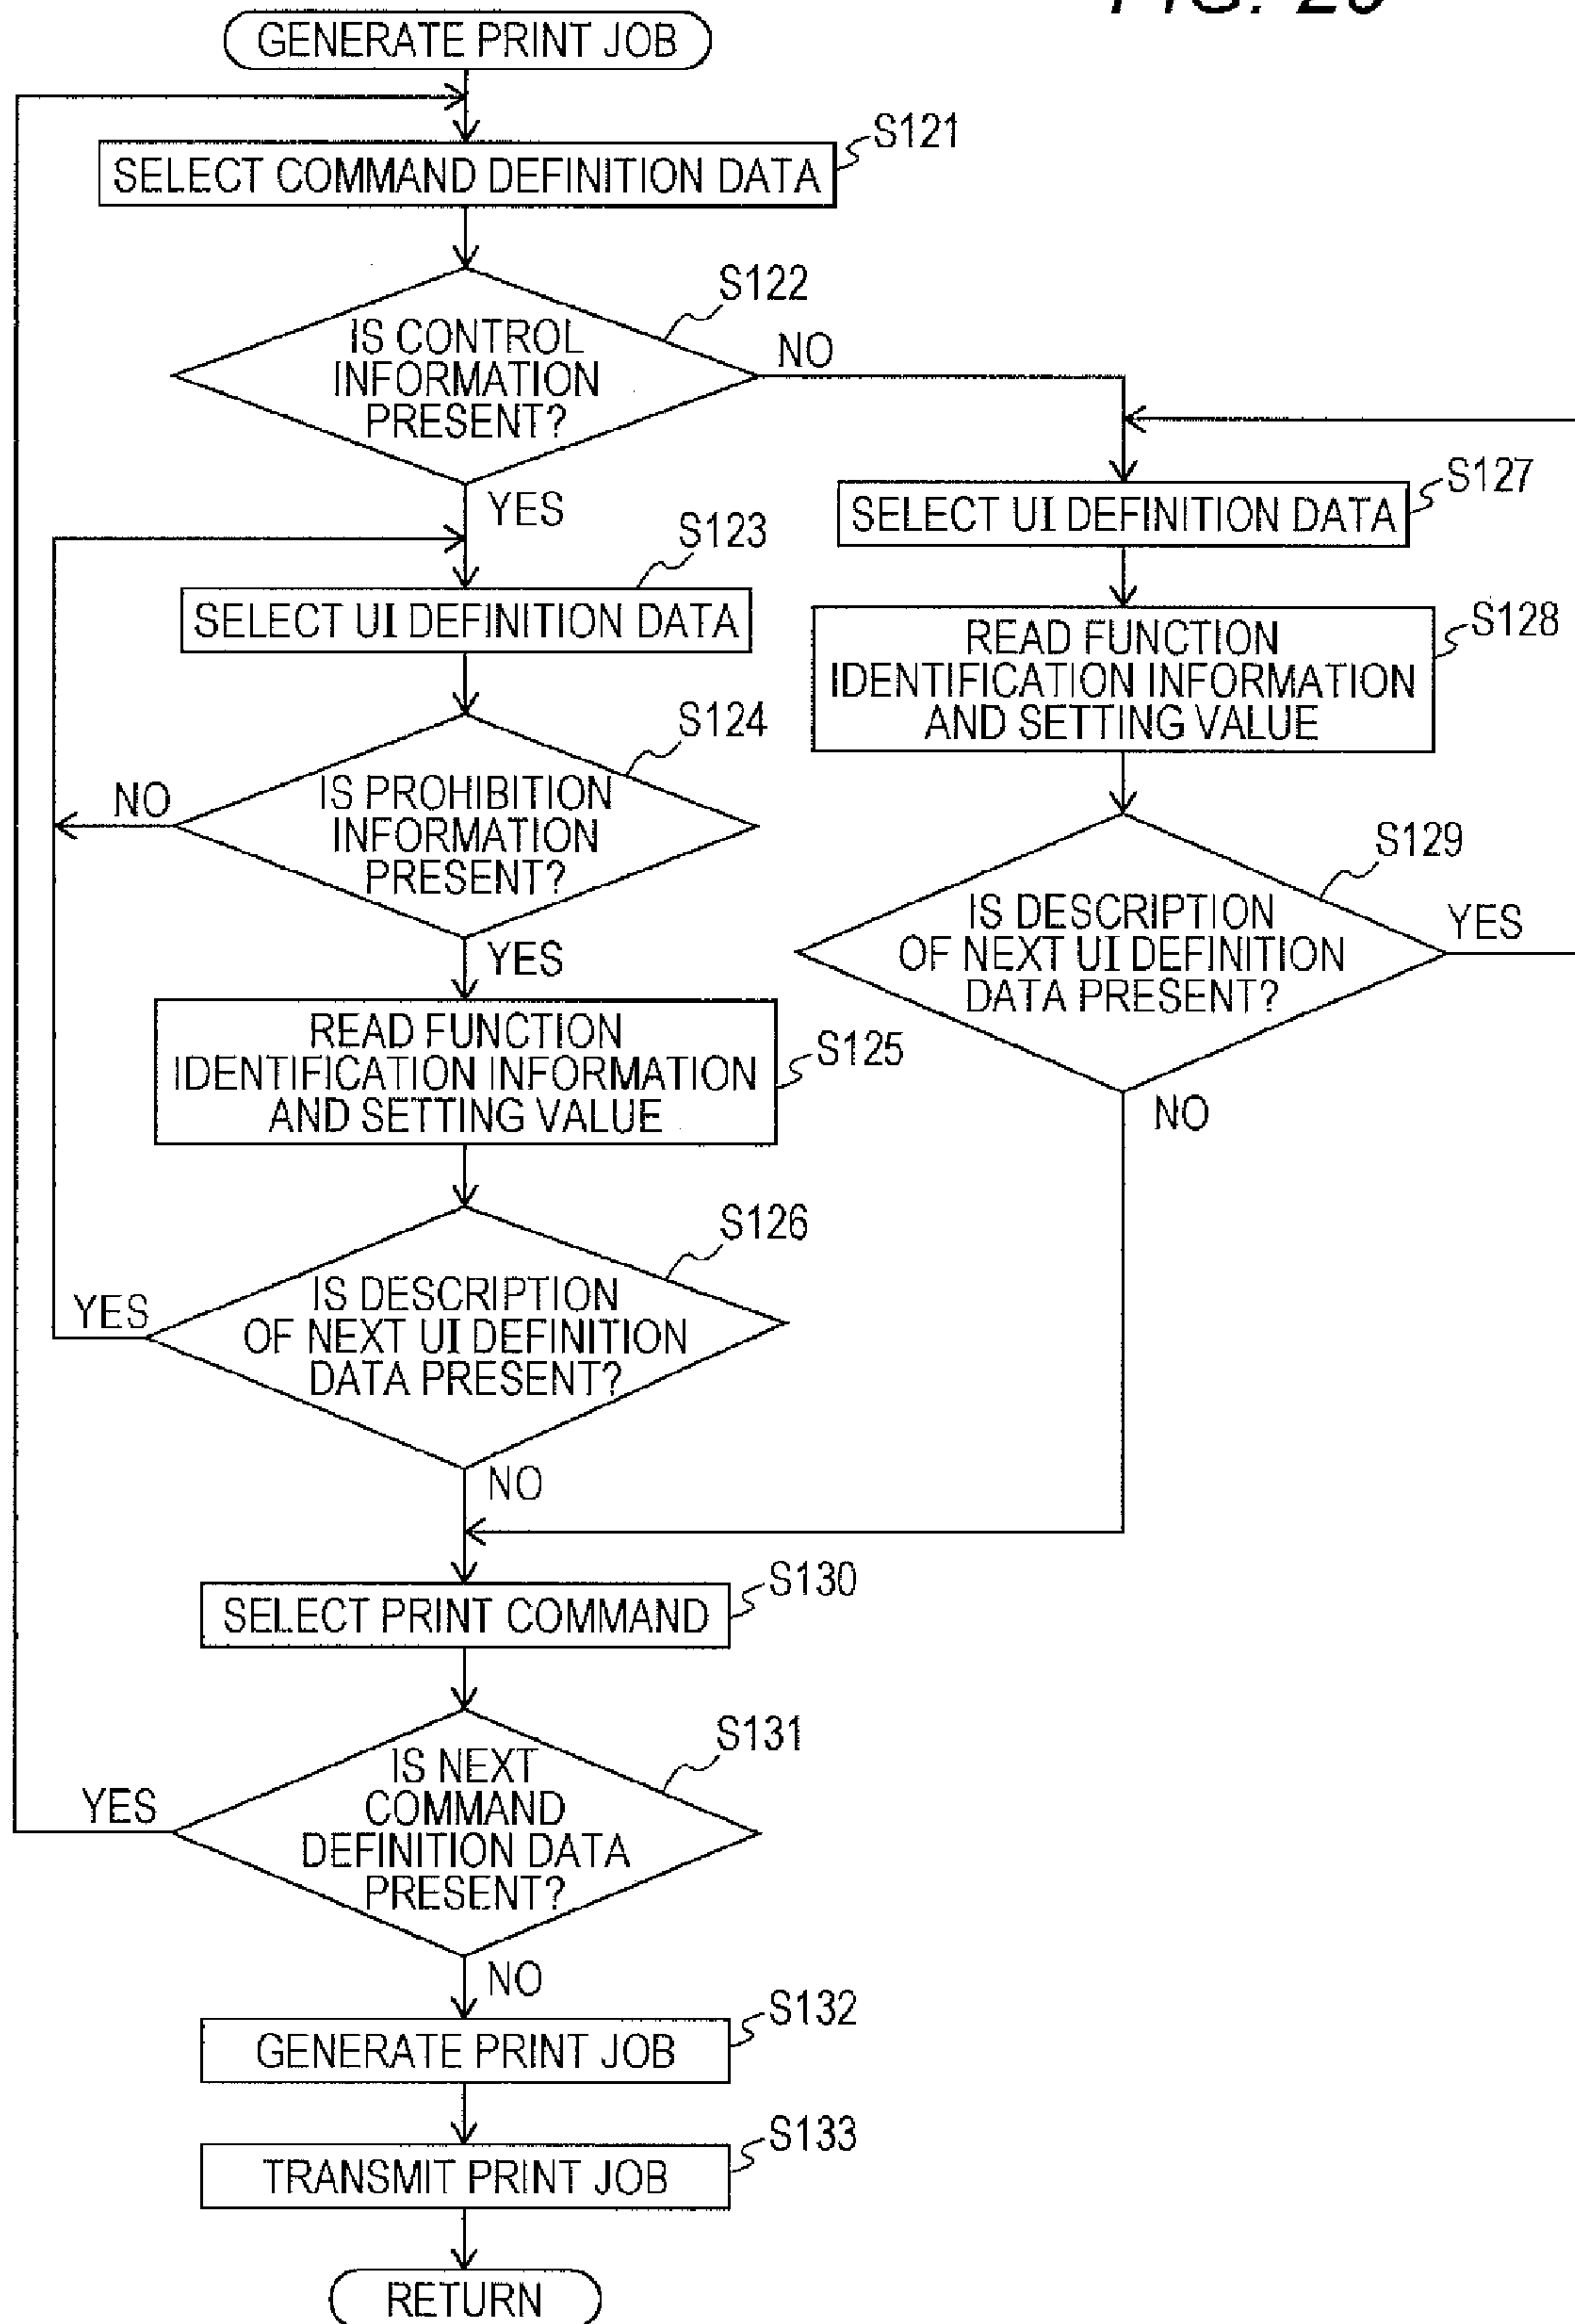 GENERATE PRINT JOB
S121
SELECT COMMAND DEFINITION DATA
S122
IS CONTROL
INFORMATION
PRESENT?
NO
YES
S123
SELECT UI DEFINITION DATA
S124
IS PROHIBITION
INFORMATION
PRESENT?
NO
YES
S125
READ FUNCTION
IDENTIFICATION INFORMATION
AND SETTING VALUE
S126
IS DESCRIPTION
OF NEXT UI DEFINITION
DATA PRESENT?
YES
NO
S127
SELECT UI DEFINITION DATA
S128
READ FUNCTION
IDENTIFICATION INFORMATION
AND SETTING VALUE
S129
IS DESCRIPTION
OF NEXT UI DEFINITION
DATA PRESENT?
YES
NO
S130
SELECT PRINT COMMAND
S131
IS NEXT
COMMAND
DEFINITION DATA
PRESENT?
YES
NO
S132
GENERATE PRINT JOB
S133
TRANSMIT PRINT JOB
RETURN